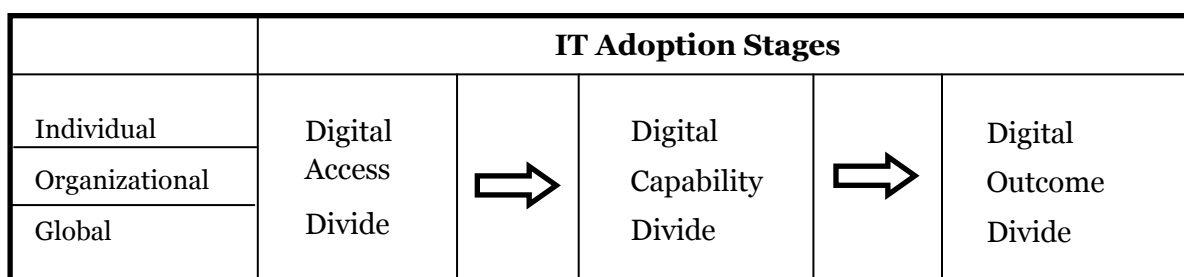 IT Adoption Stages
Individual
Organizational
Global
Digital
Access
Divide
Digital
Capability
Divide
Digital
Outcome
Divide